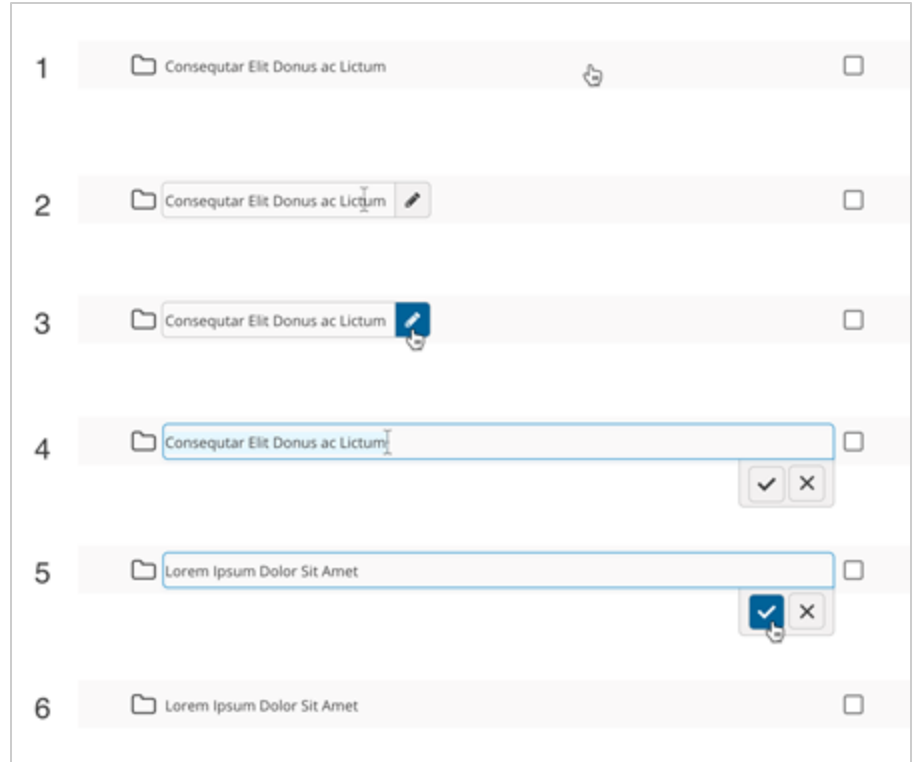 1 Consequtar Elit Donus ac Lictum
2 Consequtar Elit Donus ac Lictum
3 Consequtar Elit Donus ac Lictum
4 Consequtar Elit Donus ac Lictum
5 Lorem Ipsum Dolor Sit Amet
6 Lorem Ipsum Dolor Sit Amet